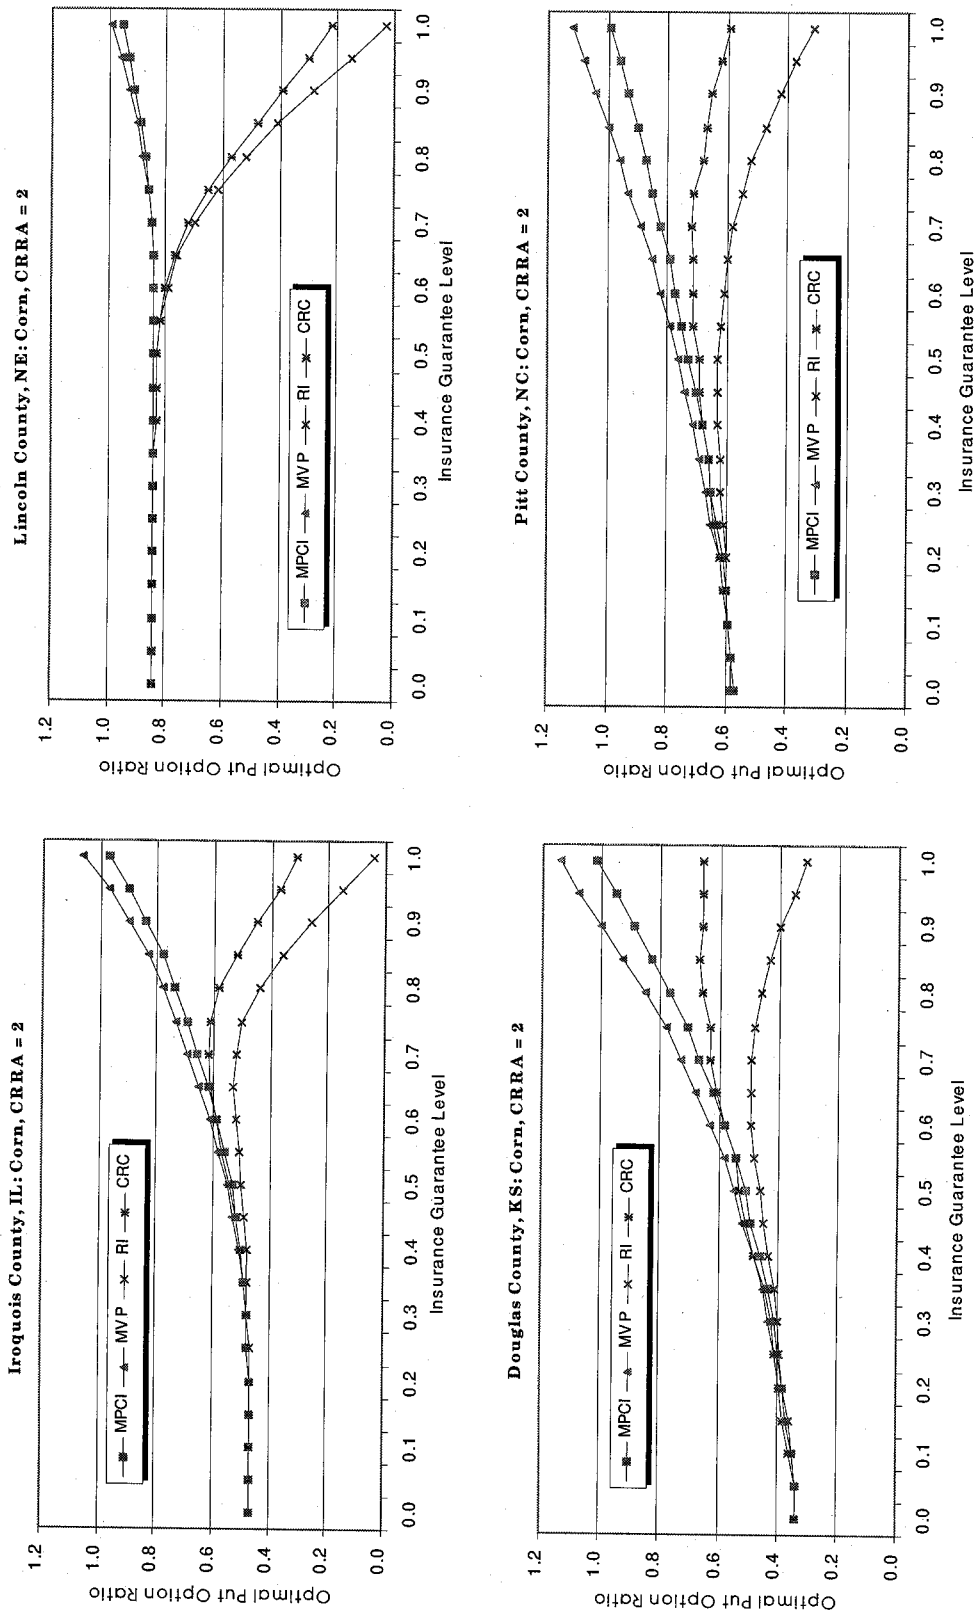 Iroquois County, IL: Corn, CRRA = 2
Optimal Put Option Ratio
1.2
1.0
0.8
0.6
0.4
0.2
0.0
MPCI MVP RI CRC
0.0 0.1 0.2 0.3 0.4 0.5 0.6 0.7 0.8 0.9 1.0
Insurance Guarantee Level
Lincoln County, NE: Corn, CRRA = 2
Optimal Put Option Ratio
1.2
1.0
0.8
0.6
0.4
0.2
0.0
MPCI MVP RI CRC
0.0 0.1 0.2 0.3 0.4 0.5 0.6 0.7 0.8 0.9 1.0
Insurance Guarantee Level
Douglas County, KS: Corn, CRRA = 2
Optimal Put Option Ratio
1.2
1.0
0.8
0.6
0.4
0.2
0.0
MPCI MVP RI CRC
0.0 0.1 0.2 0.3 0.4 0.5 0.6 0.7 0.8 0.9 1.0
Insurance Guarantee Level
Pitt County, NC: Corn, CRRA = 2
Optimal Put Option Ratio
1.2
1.0
0.8
0.6
0.4
0.2
0.0
MPCI MVP RI CRC
0.0 0.1 0.2 0.3 0.4 0.5 0.6 0.7 0.8 0.9 1.0
Insurance Guarantee Level